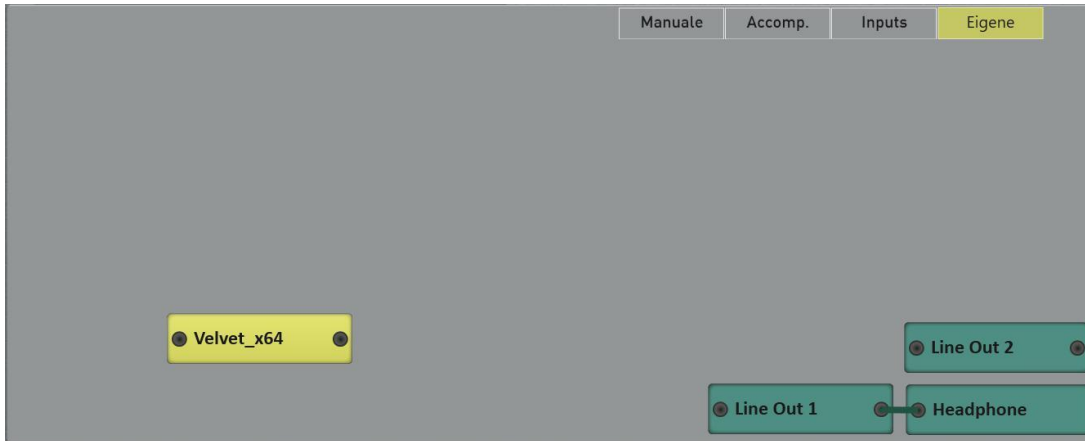 Manuale Accomp. Inputs Eigene
Velvet_x64
Line Out 2
Line Out 1 Headphone